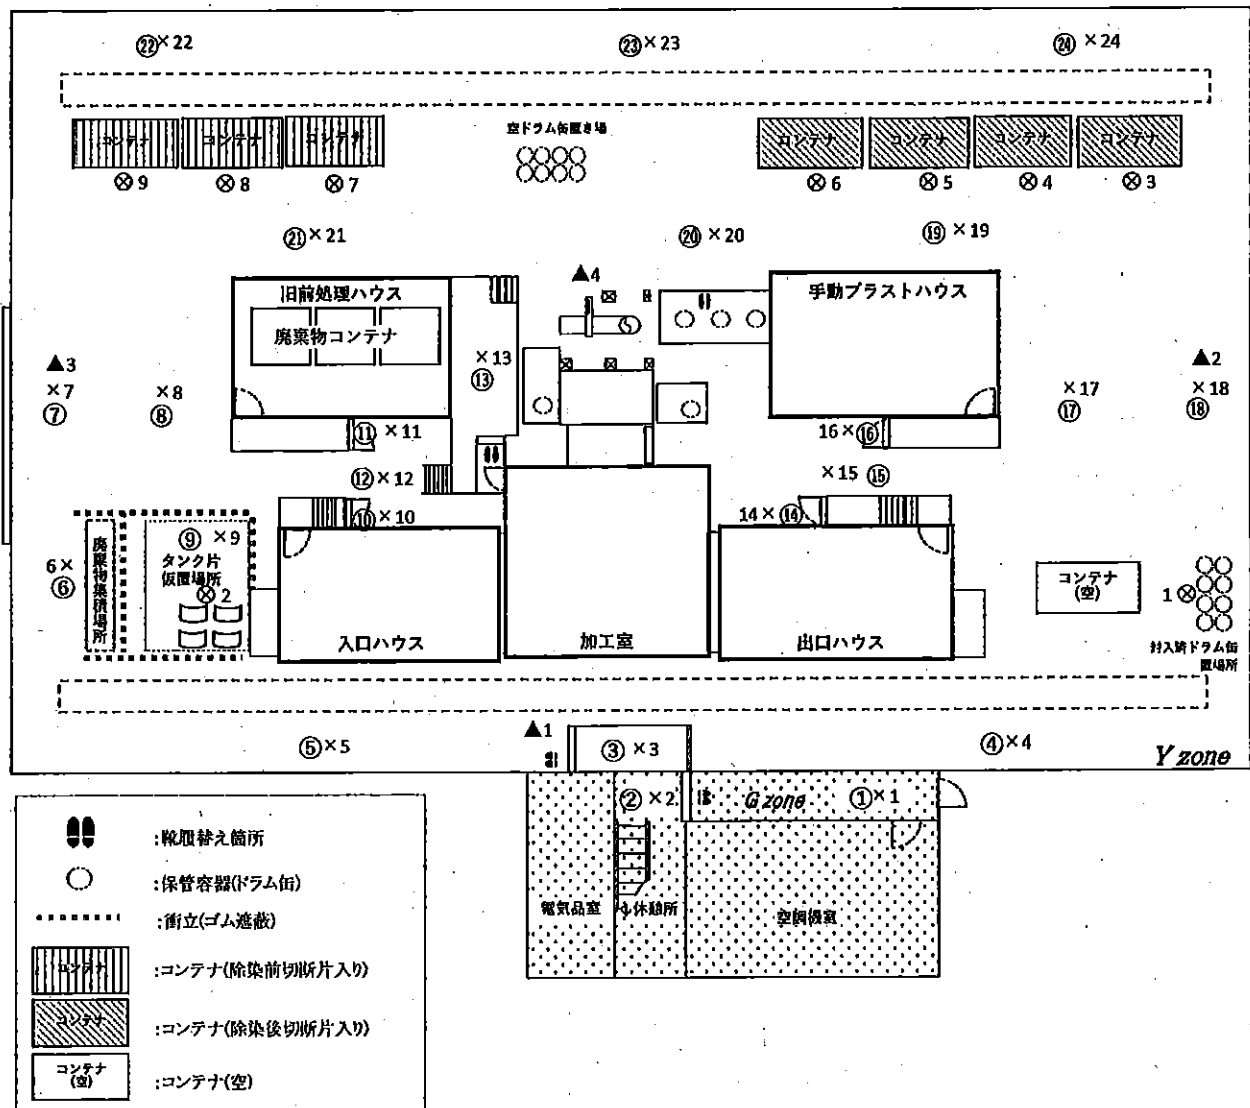 ㉒×22
㉓×23
㉔×24
コンテナ
コンテナ
コンテナ
空ドラム缶置き場
コンテナ
コンテナ
コンテナ
コンテナ
⊗9
⊗8
⊗7
⊗6
⊗5
⊗4
⊗3
㉑×21
⑳×20
⑲×19
▲4
旧前処理ハウス
廃棄物コンテナ
手動ブラストハウス
▲3
×7
⑦
×8
⑧
×13
⑬
×17
⑰
▲2
×18
⑱
⑪×11
16×⑯
⑫×12
×15⑮
⑩×10
14×⑭
6×
⑥
廃棄物集積場所
⑨×9
タンク片
仮置場所
⊗2
入口ハウス
加工室
出口ハウス
コンテナ
(空)
1⊗
封入済ドラム缶
置場所
⑤×5
▲1
③×3
④×4
Y zone
②×2
G zone
①×1
電気品室
休憩所
空調機室
:靴履替え箇所
:保管容器(ドラム缶)
:衝立(ゴム遮蔽)
コンテナ
:コンテナ(除染前切断片入り)
コンテナ
:コンテナ(除染後切断片入り)
コンテナ
(空)
:コンテナ(空)